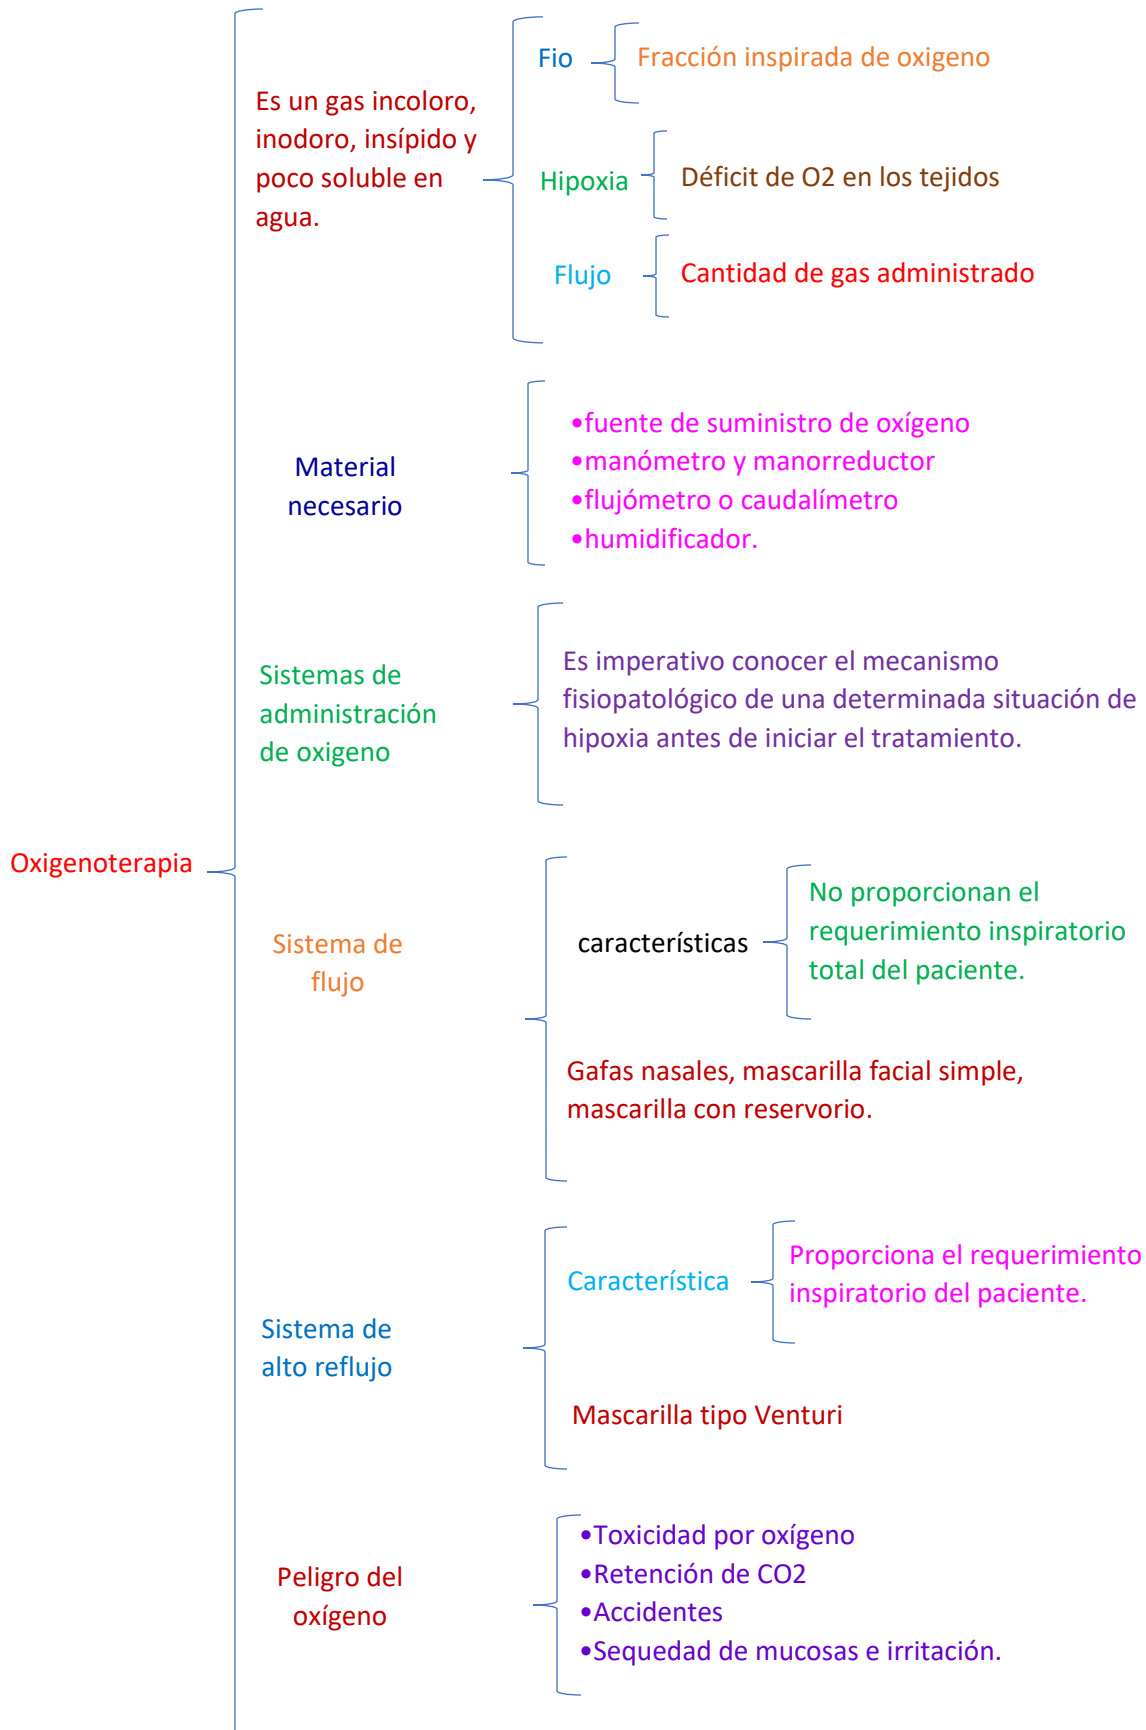 Oxigenoterapia
Es un gas incoloro,
inodoro, insípido y
poco soluble en
agua.
Fio
Fracción inspirada de oxigeno
Hipoxia
Déficit de O2 en los tejidos
Flujo
Cantidad de gas administrado
Material
necesario
•fuente de suministro de oxígeno
•manómetro y manorreductor
•flujómetro o caudalímetro
•humidificador.
Sistemas de
administración
de oxigeno
Es imperativo conocer el mecanismo
fisiopatológico de una determinada situación de
hipoxia antes de iniciar el tratamiento.
Sistema de
flujo
características
No proporcionan el
requerimiento inspiratorio
total del paciente.
Gafas nasales, mascarilla facial simple,
mascarilla con reservorio.
Sistema de
alto reflujo
Característica
Proporciona el requerimiento
inspiratorio del paciente.
Mascarilla tipo Venturi
Peligro del
oxígeno
•Toxicidad por oxígeno
•Retención de CO2
•Accidentes
•Sequedad de mucosas e irritación.